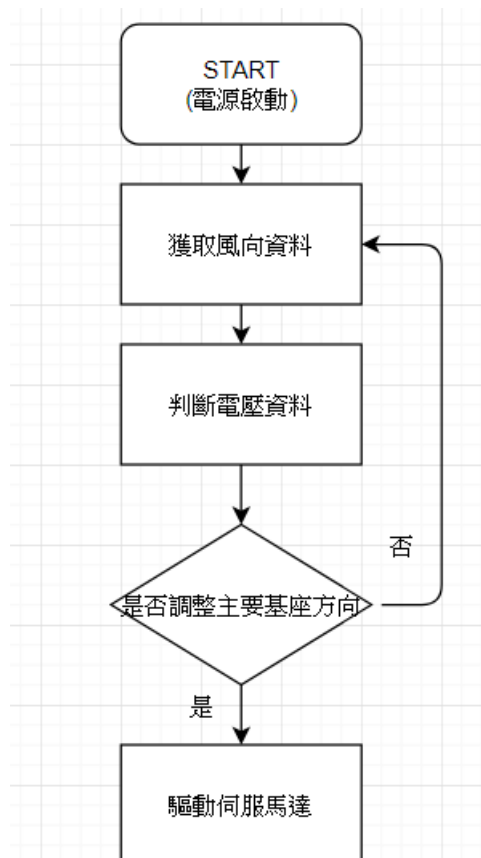 START
(電源啟動)
獲取風向資料
判斷電壓資料
是否調整主要基座方向
否
是
驅動伺服馬達